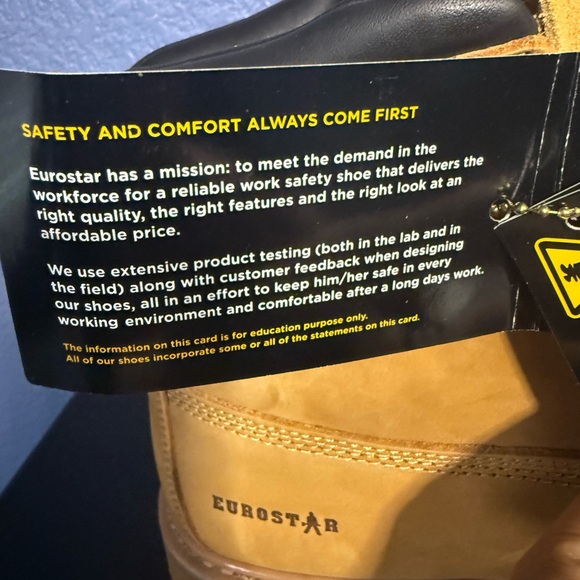 SAFETY AND COMFORT ALWAYS COME FIRST
Eurostar has a mission: to meet the demand in the
workforce for a reliable work safety shoe that delivers the
right quality, the right features and the right look at an
affordable price.
We use extensive product testing (both in the lab and in
the field) along with customer feedback when designing
our shoes, all in an effort to keep him/her safe in every
working environment and comfortable after a long days work.
The information on this card is for education purpose only.
All of our shoes incorporate some or all of the statements on this card.
EUROSTAR